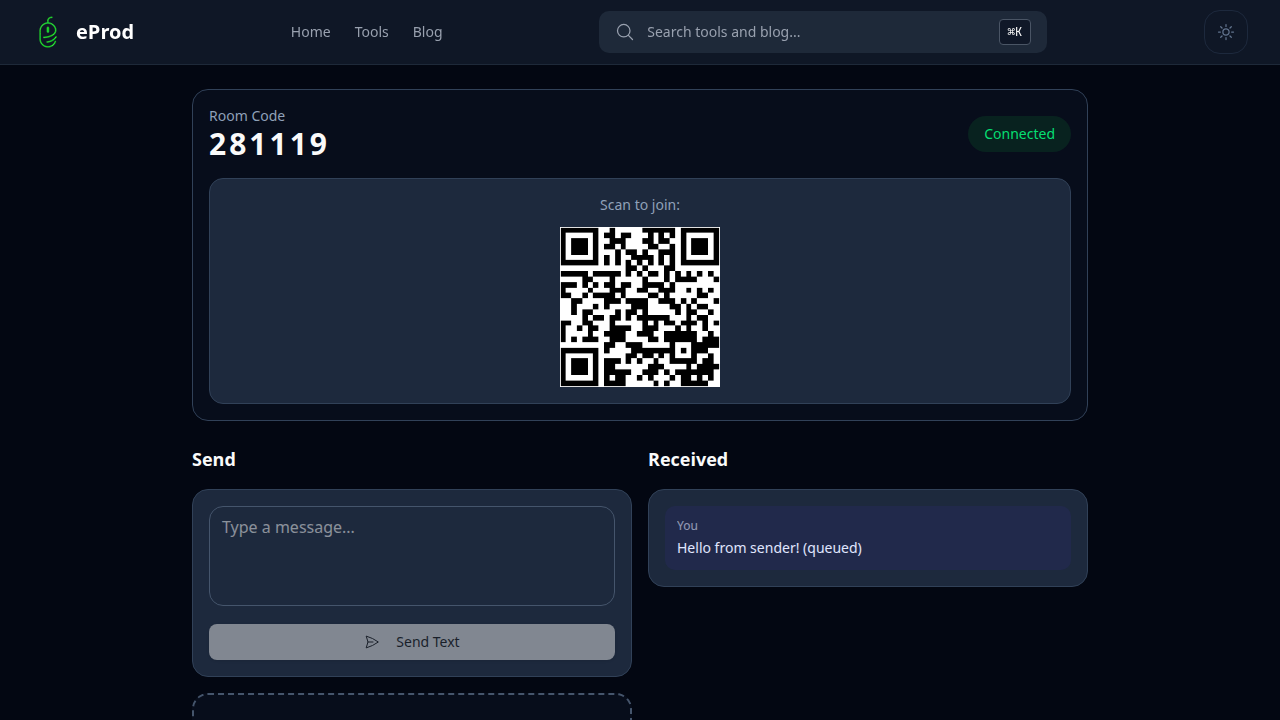 eProd
Home
Tools
Blog
Search tools and blog...
⌘K
Room Code
281119
Connected
Scan to join:
Send
Received
Type a message...
You
Hello from sender! (queued)
Send Text